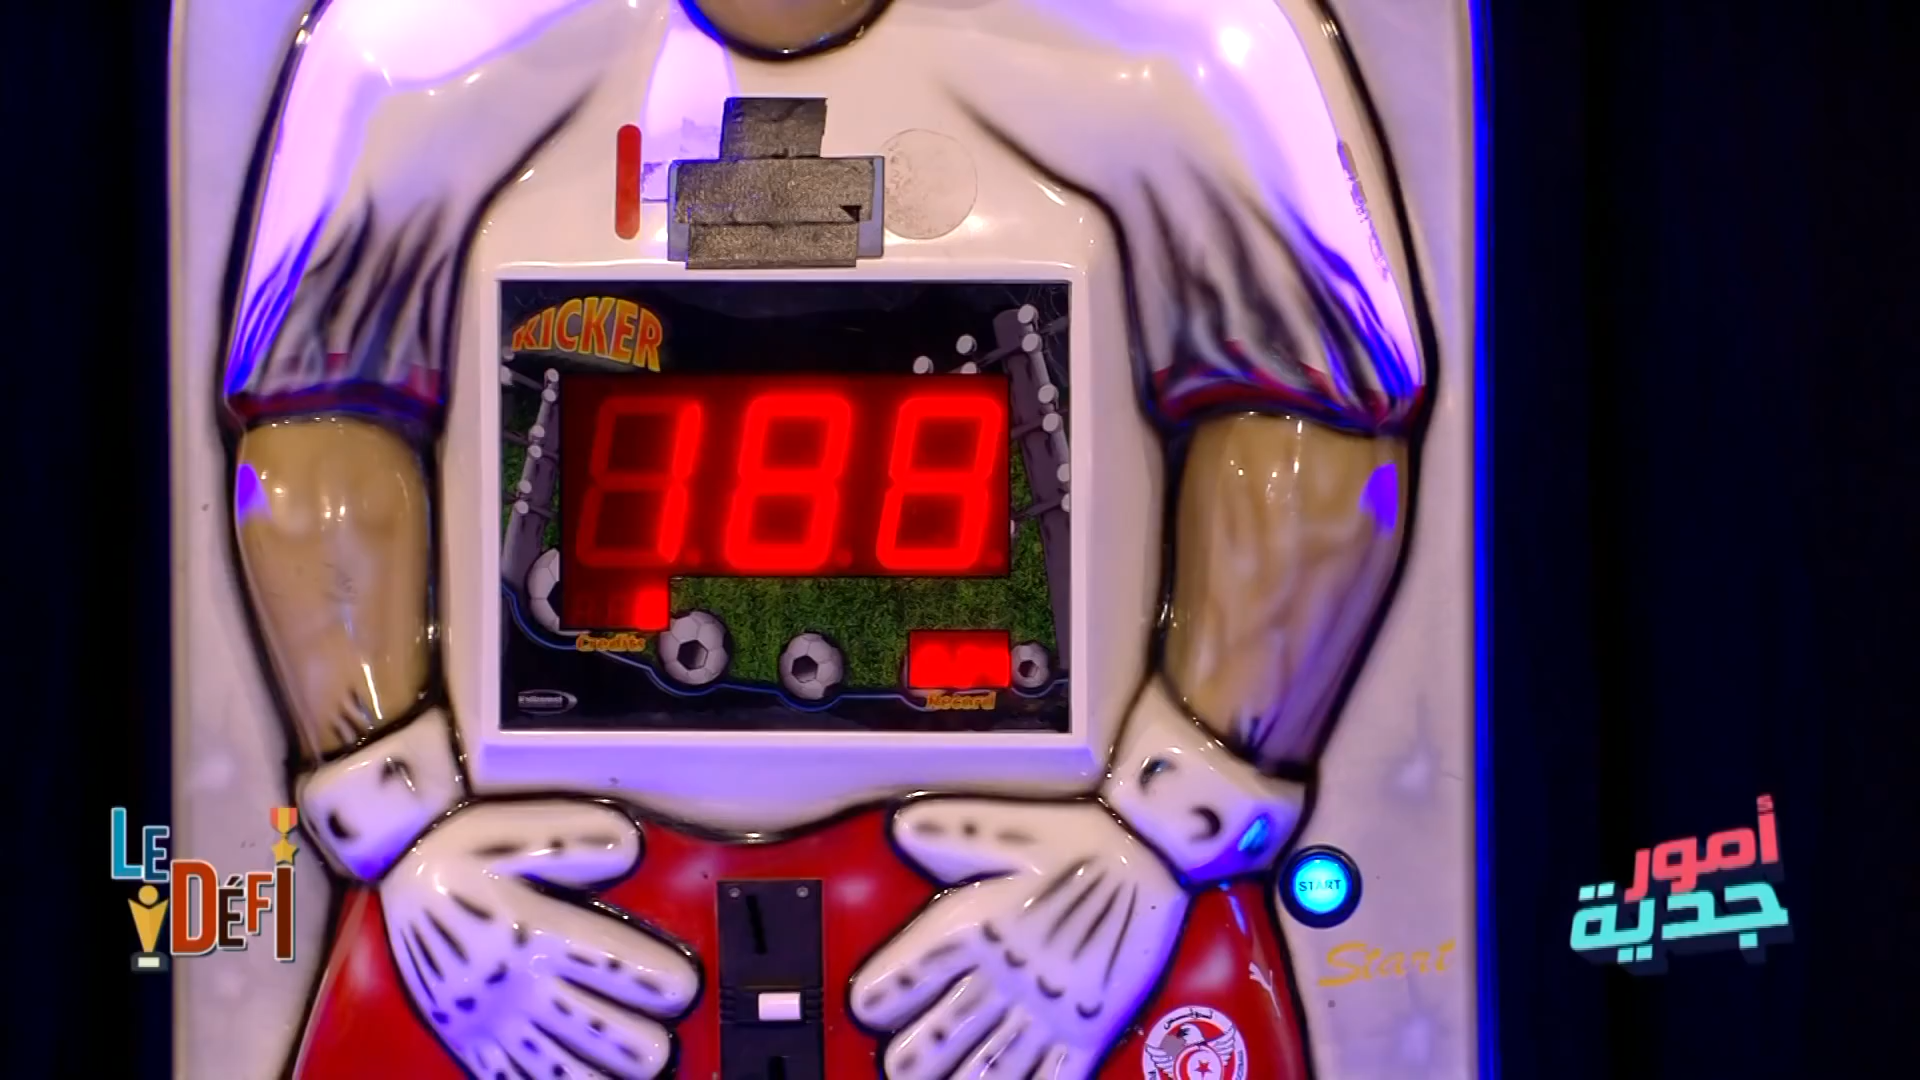 KICKER
188
Credits
Record
LE
DÉFI
START
Start
أمور
جدية